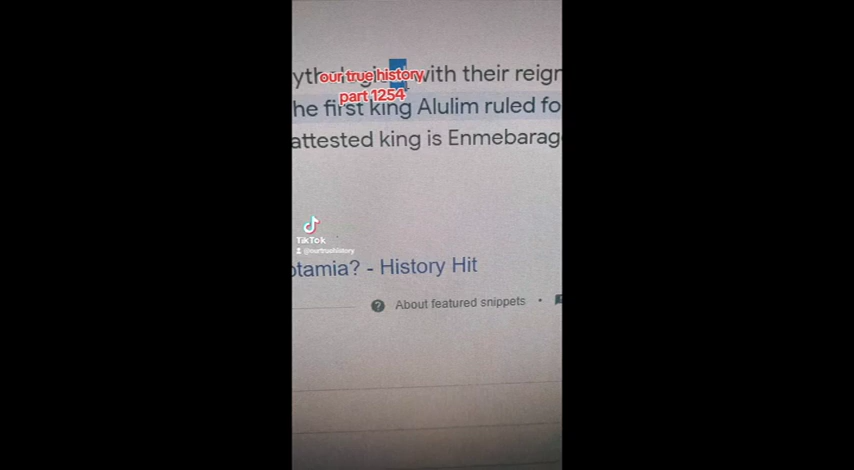 our true history
part 1254
with their reign
he first king Alulim ruled fo
attested king is Enmebarag
TikTok
@ourtruehistory
otamia? - History Hit
About featured snippets